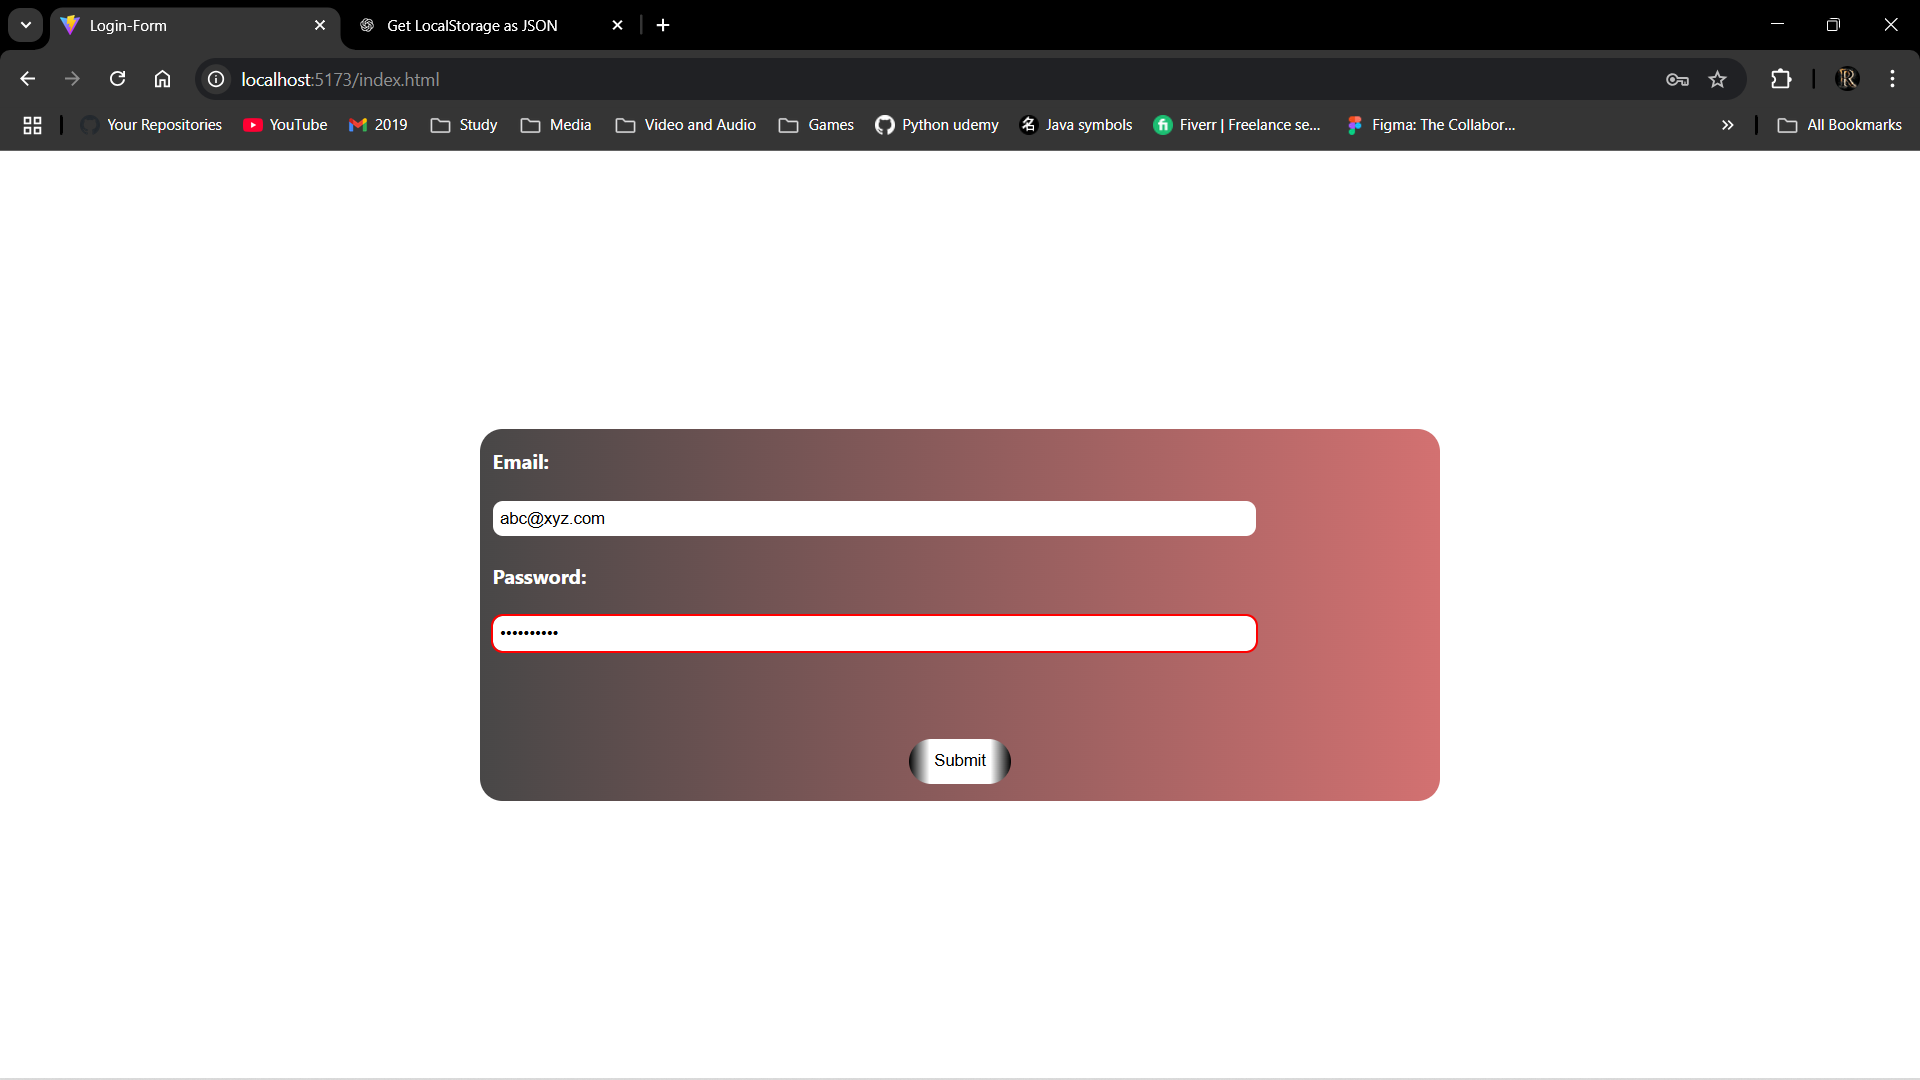 Login-Form
Get LocalStorage as JSON
localhost:5173/index.html
Your Repositories
YouTube
2019
Study
Media
Video and Audio
Games
Python udemy
名 Java symbols
fi Fiverr | Freelance se...
Figma: The Collabor...
All Bookmarks
R
Email:
abc@xyz.com
Password:
••••••••••
Submit